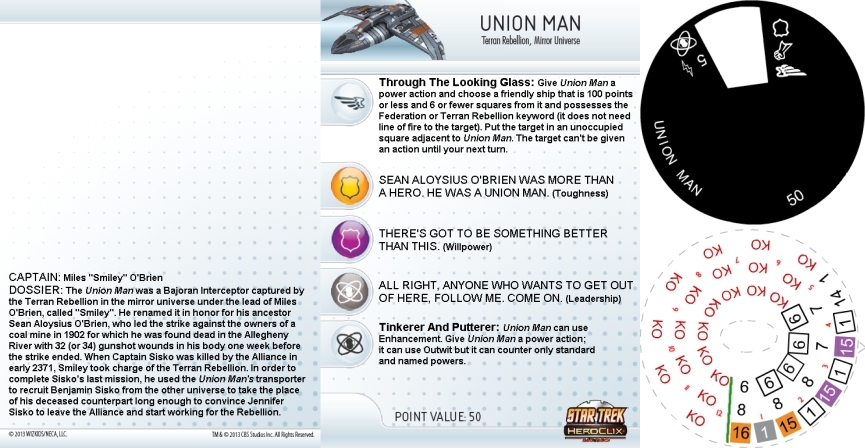 CAPTAIN: Miles "Smiley" O'Brien
DOSSIER: The Union Man was a Bajoran Interceptor captured by
the Terran Rebellion in the mirror universe under the lead of Miles
O'Brien, called "Smiley". He renamed it in honor for his ancestor
Sean Aloysius O'Brien, who led the strike against the owners of a
coal mine in 1902 for which he was found dead in the Allegheny
River with 32 (or 34) gunshot wounds in his body one week before
the strike ended. When Captain Sisko was killed by the Alliance in
early 2371, Smiley took charge of the Terran Rebellion. In order to
complete Sisko's last mission, he used the Union Man's transporter
to recruit Benjamin Sisko from the other universe to take the place
of his deceased counterpart long enough to convince Jennifer
Sisko to leave the Alliance and start working for the Rebellion.
© 2013 WIZKIDS/NECA, LLC.
TM & © 2013 CBS Studios Inc. All Rights Reserved.
UNION MAN
Terran Rebellion, Mirror Universe
Through The Looking Glass: Give Union Man a
power action and choose a friendly ship that is 100 points
or less and 6 or fewer squares from it and possesses the
Federation or Terran Rebellion keyword (it does not need
line of fire to the target). Put the target in an unoccupied
square adjacent to Union Man. The target can't be given
an action until your next turn.
SEAN ALOYSIUS O'BRIEN WAS MORE THAN
A HERO. HE WAS A UNION MAN. (Toughness)
THERE'S GOT TO BE SOMETHING BETTER
THAN THIS. (Willpower)
ALL RIGHT, ANYONE WHO WANTS TO GET OUT
OF HERE, FOLLOW ME. COME ON. (Leadership)
Tinkerer And Putterer: Union Man can use
Enhancement. Give Union Man a power action;
it can use Outwit but it can counter only standard
and named powers.
POINT VALUE: 50
STAR TREK
HEROCLIX
5
UNION MAN
50
KO KO KO KO KO
KO KO KO KO KO
KO KO KO KO KO
14 1
7 1
6 7 15
6 7 1
6 8 15
6 6 8 1
8 8 15
16 1 15 1